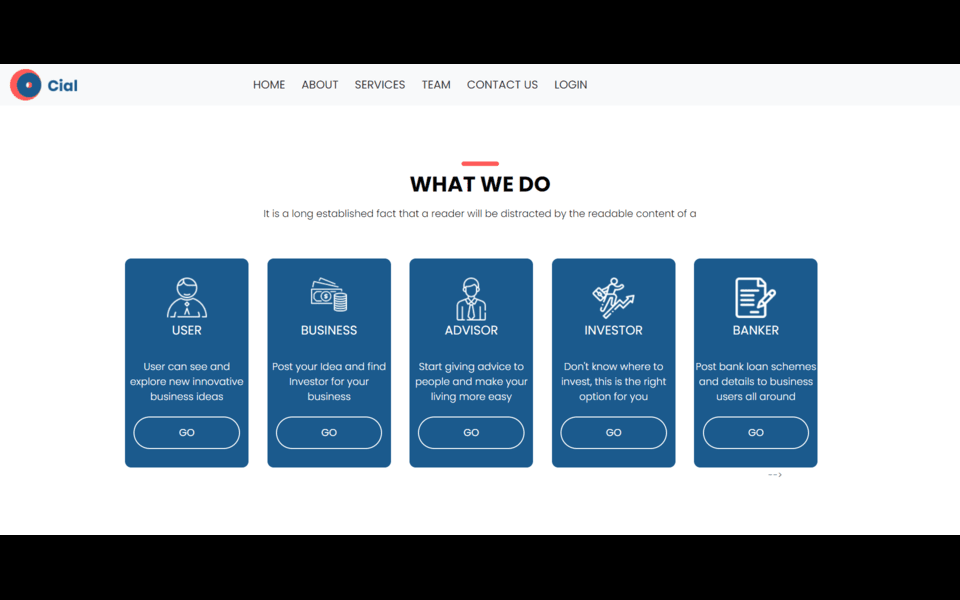 Cial
HOME ABOUT SERVICES TEAM CONTACT US LOGIN
WHAT WE DO
It is a long established fact that a reader will be distracted by the readable content of a
USER
User can see and
explore new innovative
business ideas
GO
BUSINESS
Post your Idea and find
Investor for your
business
GO
ADVISOR
Start giving advice to
people and make your
living more easy
GO
INVESTOR
Don't know where to
invest, this is the right
option for you
GO
BANKER
Post bank loan schemes
and details to business
users all around
GO
-->